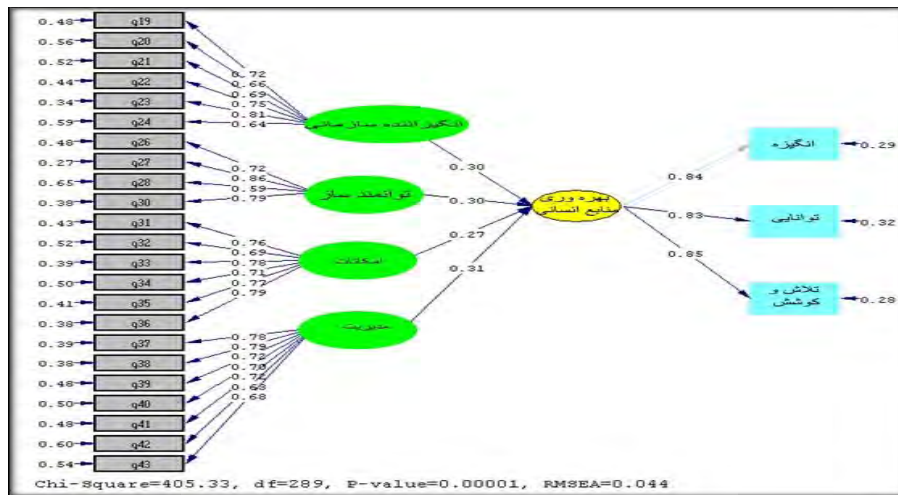 0.48 q19
0.56 q20
0.52 q21
0.44 q22
0.34 q23
0.59 q24
0.48 q26
0.27 q27
0.65 q28
0.38 q30
0.43 q31
0.52 q32
0.39 q33
0.50 q34
0.41 q35
0.38 q36
0.39 q37
0.38 q38
0.48 q39
0.50 q40
0.48 q41
0.60 q42
0.54 q43
0.72
0.66
0.69
0.75
0.81
0.64
0.72
0.86
0.59
0.79
0.76
0.69
0.78
0.71
0.77
0.79
0.78
0.79
0.72
0.70
0.72
0.63
0.68
انگیزاننده سازمانی
توانمند ساز
امکانات
مدیریت
0.30
0.30
0.27
0.31
بهره وری
منابع انسانی
0.84
0.83
0.85
انگیزه
0.29
توانایی
0.32
تلاش و
کوشش
0.28
Chi-Square=405.33, df=289, P-value=0.00001, RMSEA=0.044